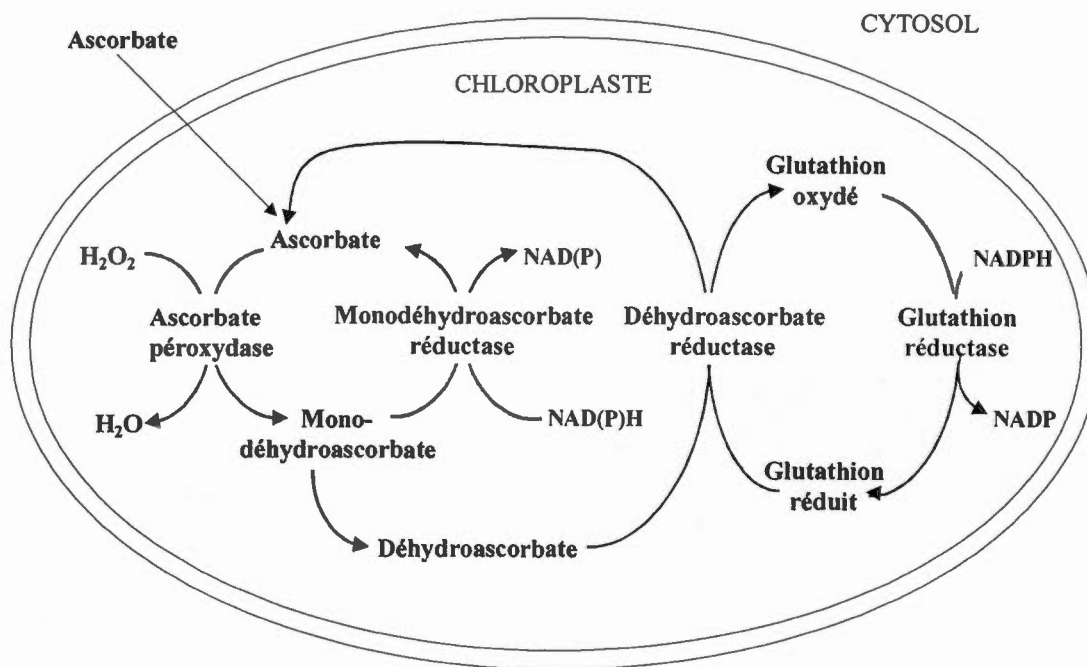 CYTOSOL
Ascorbate
CHLOROPLASTE
Glutathion
oxydé
Ascorbate
H₂O₂
NAD(P)
NADPH
Ascorbate
péroxydase
Monodéhydroascorbate
réductase
Déhydroascorbate
réductase
Glutathion
réductase
H₂O
Mono-
déhydroascorbate
NAD(P)H
NADP
Glutathion
réduit
Déhydroascorbate